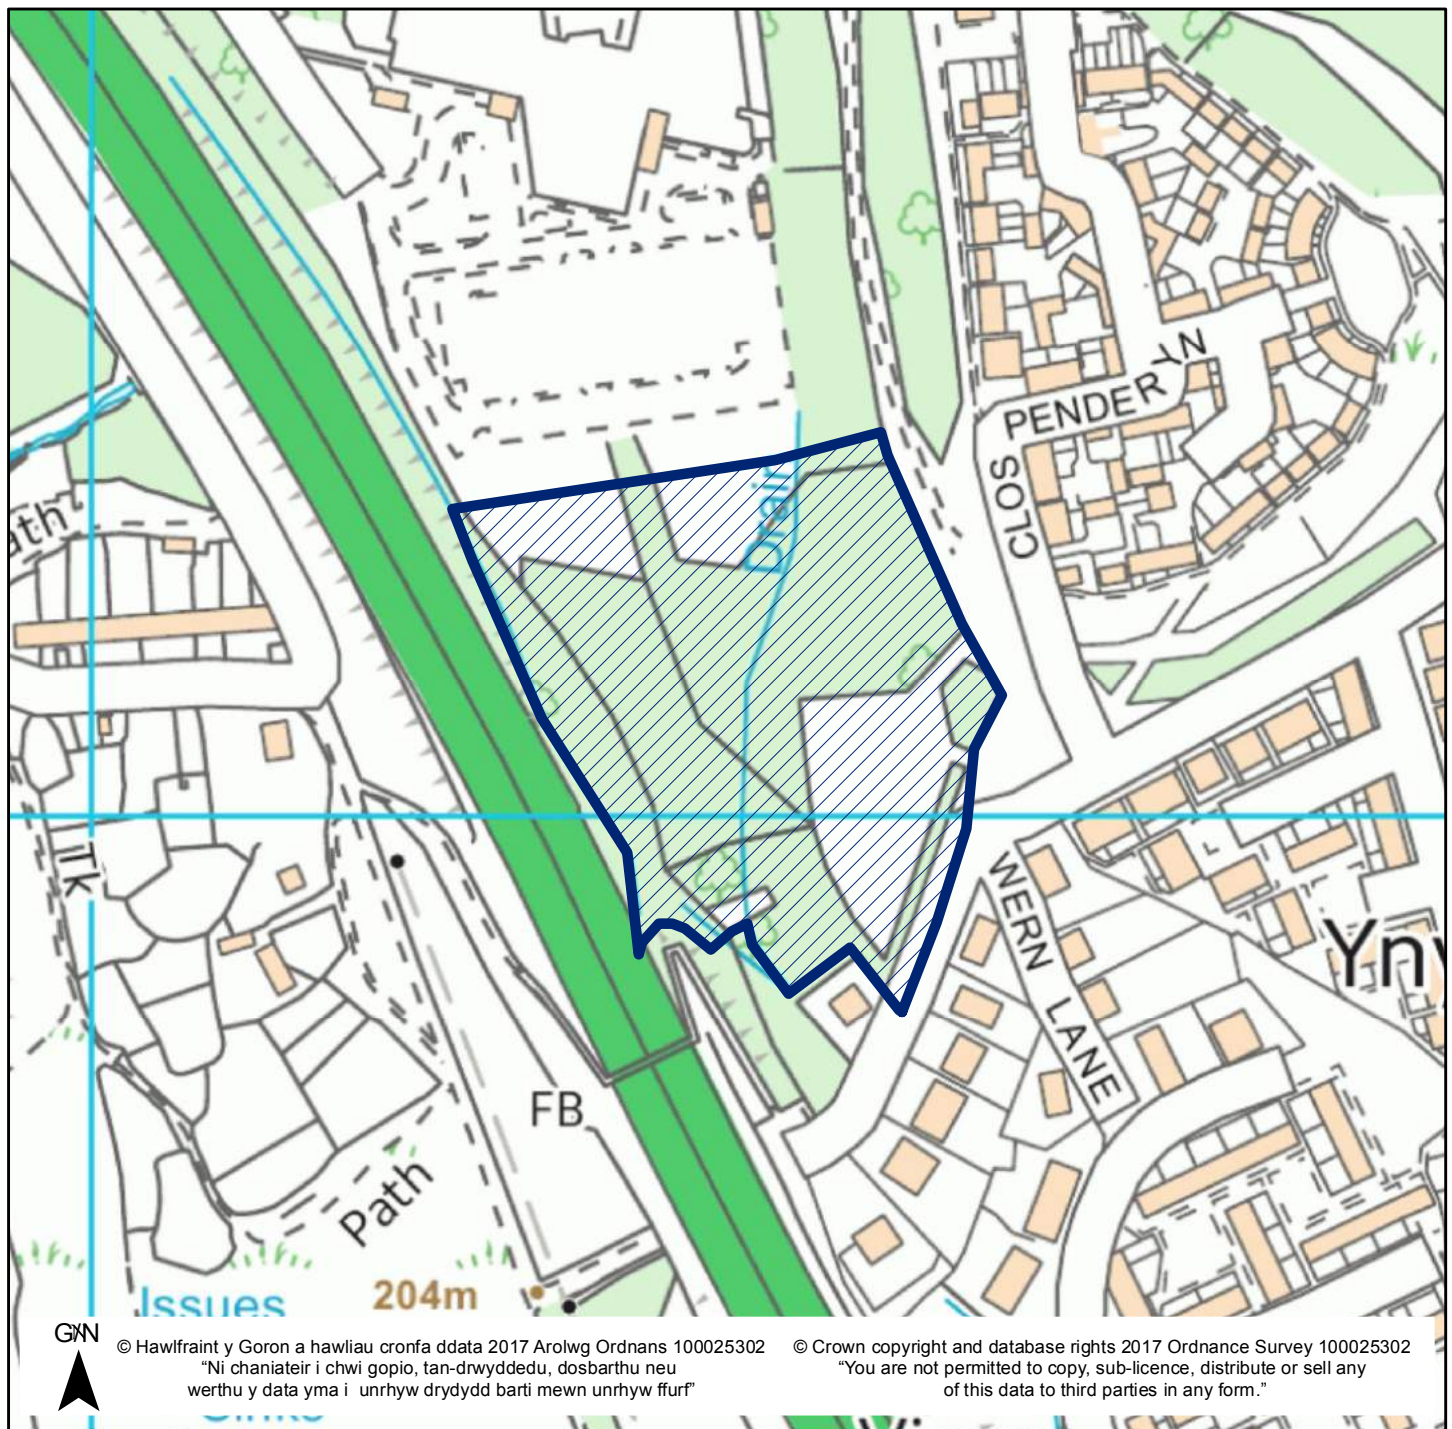 Drain
PENDERYN
CLOS
Tk
WERN LANE
FB
Path
204m
Issues
G/N
© Hawlfraint y Goron a hawliau cronfa ddata 2017 Arolwg Ordnans 100025302
“Ni chaniateir i chwi gopio, tan-drwyddedu, dosbarthu neu
werthu y data yma i unrhyw drydydd barti mewn unrhyw ffurf”
© Crown copyright and database rights 2017 Ordnance Survey 100025302
“You are not permitted to copy, sub-licence, distribute or sell any
of this data to third parties in any form.”